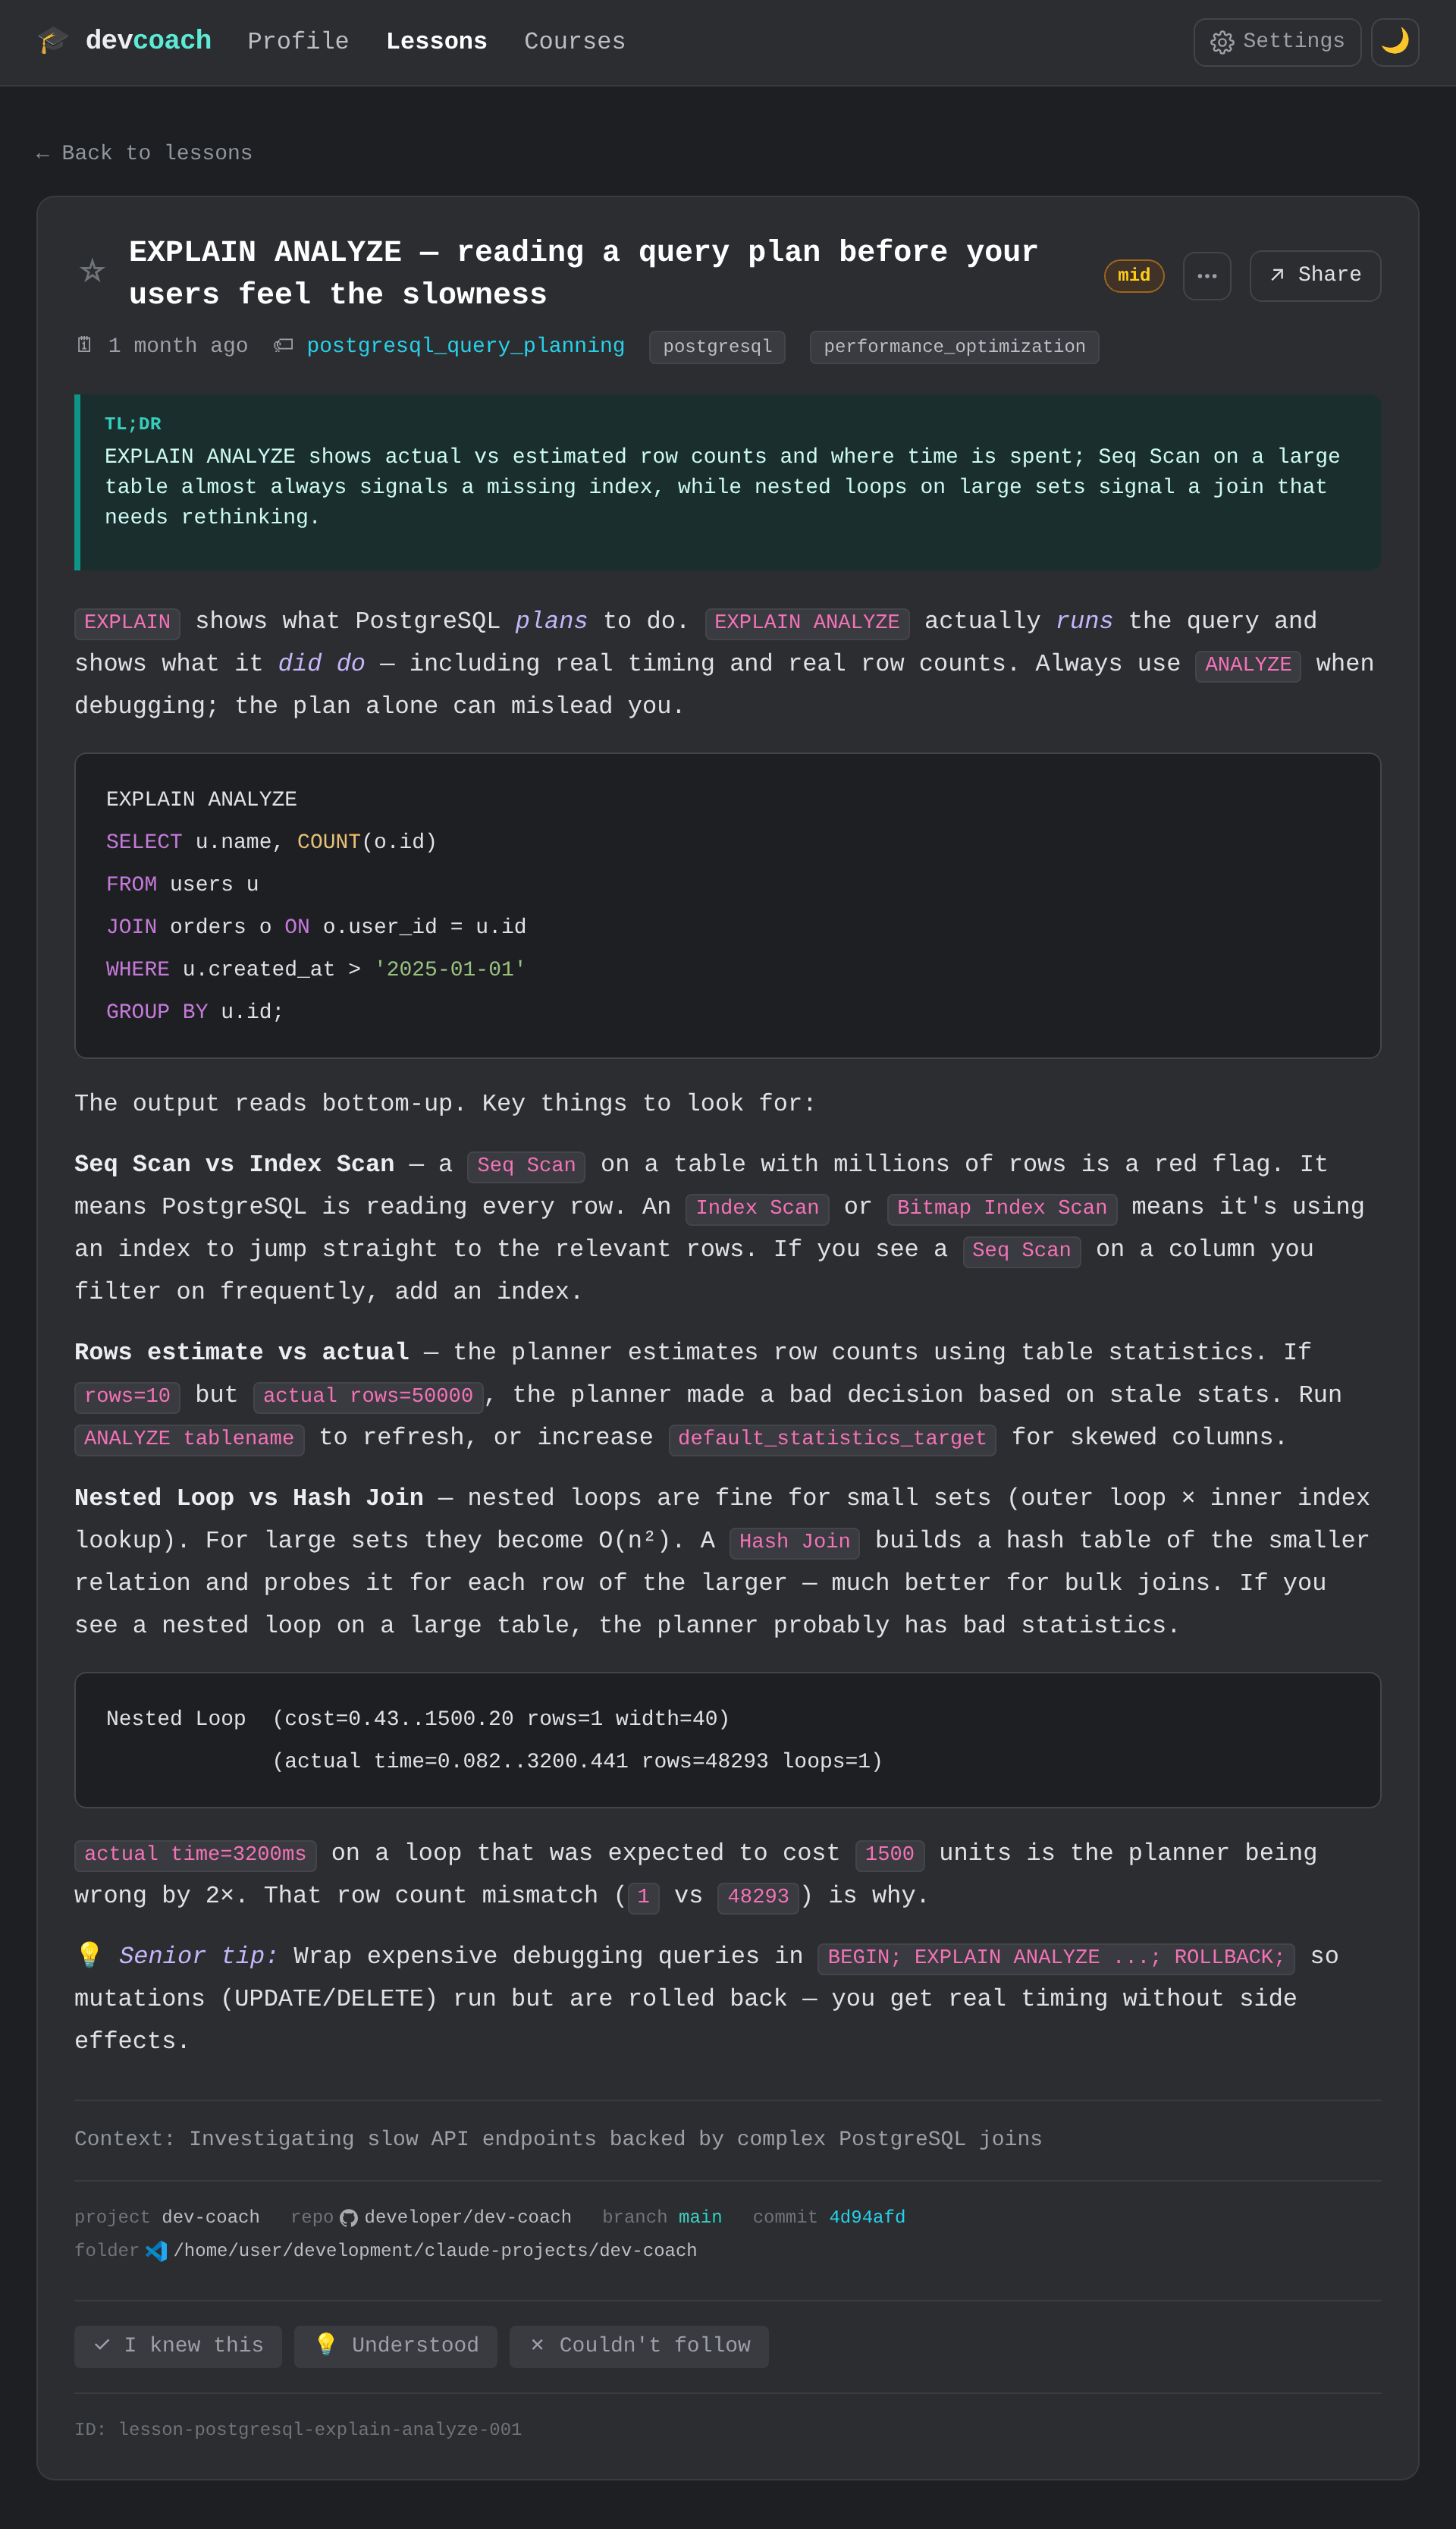 devcoach Profile Lessons Courses Settings
← Back to lessons
EXPLAIN ANALYZE — reading a query plan before your
users feel the slowness
mid
Share
1 month ago postgresql_query_planning postgresql performance_optimization
TL;DR
EXPLAIN ANALYZE shows actual vs estimated row counts and where time is spent; Seq Scan on a large
table almost always signals a missing index, while nested loops on large sets signal a join that
needs rethinking.
EXPLAIN shows what PostgreSQL plans to do. EXPLAIN ANALYZE actually runs the query and
shows what it did do — including real timing and real row counts. Always use ANALYZE when
debugging; the plan alone can mislead you.
EXPLAIN ANALYZE
SELECT u.name, COUNT(o.id)
FROM users u
JOIN orders o ON o.user_id = u.id
WHERE u.created_at > '2025-01-01'
GROUP BY u.id;
The output reads bottom-up. Key things to look for:
Seq Scan vs Index Scan — a Seq Scan on a table with millions of rows is a red flag. It
means PostgreSQL is reading every row. An Index Scan or Bitmap Index Scan means it's using
an index to jump straight to the relevant rows. If you see a Seq Scan on a column you
filter on frequently, add an index.
Rows estimate vs actual — the planner estimates row counts using table statistics. If
rows=10 but actual rows=50000, the planner made a bad decision based on stale stats. Run
ANALYZE tablename to refresh, or increase default_statistics_target for skewed columns.
Nested Loop vs Hash Join — nested loops are fine for small sets (outer loop × inner index
lookup). For large sets they become O(n²). A Hash Join builds a hash table of the smaller
relation and probes it for each row of the larger — much better for bulk joins. If you
see a nested loop on a large table, the planner probably has bad statistics.
Nested Loop  (cost=0.43..1500.20 rows=1 width=40)
(actual time=0.082..3200.441 rows=48293 loops=1)
actual time=3200ms on a loop that was expected to cost 1500 units is the planner being
wrong by 2×. That row count mismatch (1 vs 48293) is why.
💡 Senior tip: Wrap expensive debugging queries in BEGIN; EXPLAIN ANALYZE ...; ROLLBACK; so
mutations (UPDATE/DELETE) run but are rolled back — you get real timing without side
effects.
Context: Investigating slow API endpoints backed by complex PostgreSQL joins
project dev-coach repo developer/dev-coach branch main commit 4d94afd
folder /home/user/development/claude-projects/dev-coach
✓ I knew this 💡 Understood × Couldn't follow
ID: lesson-postgresql-explain-analyze-001